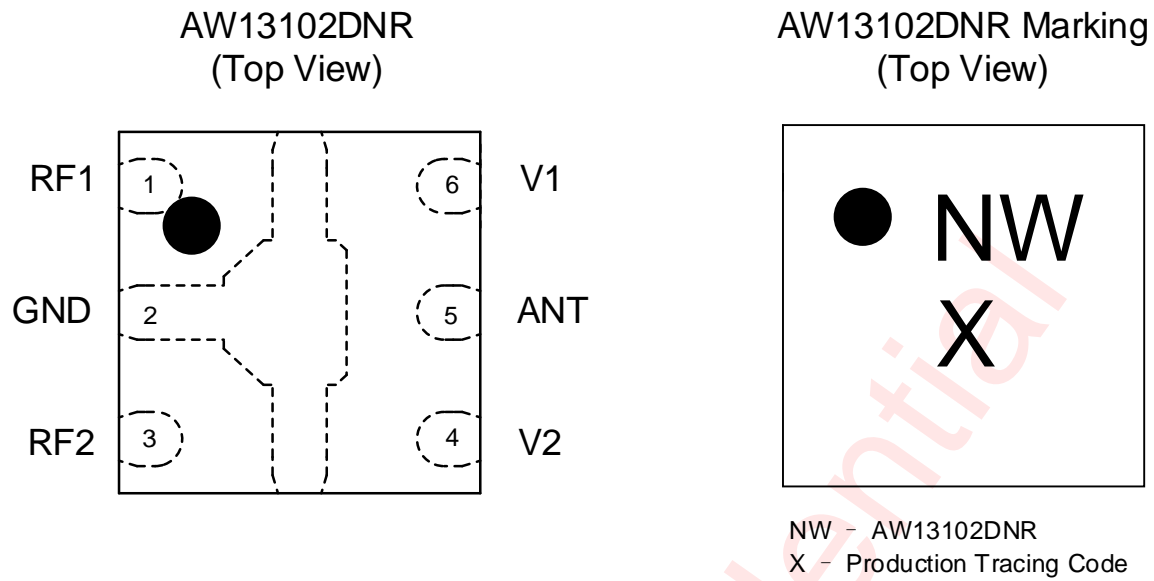 AW13102DNR
(Top View)
RF1 1 6 V1
GND 2 5 ANT
RF2 3 4 V2
AW13102DNR Marking
(Top View)
NW
X
NW - AW13102DNR
X - Production Tracing Code